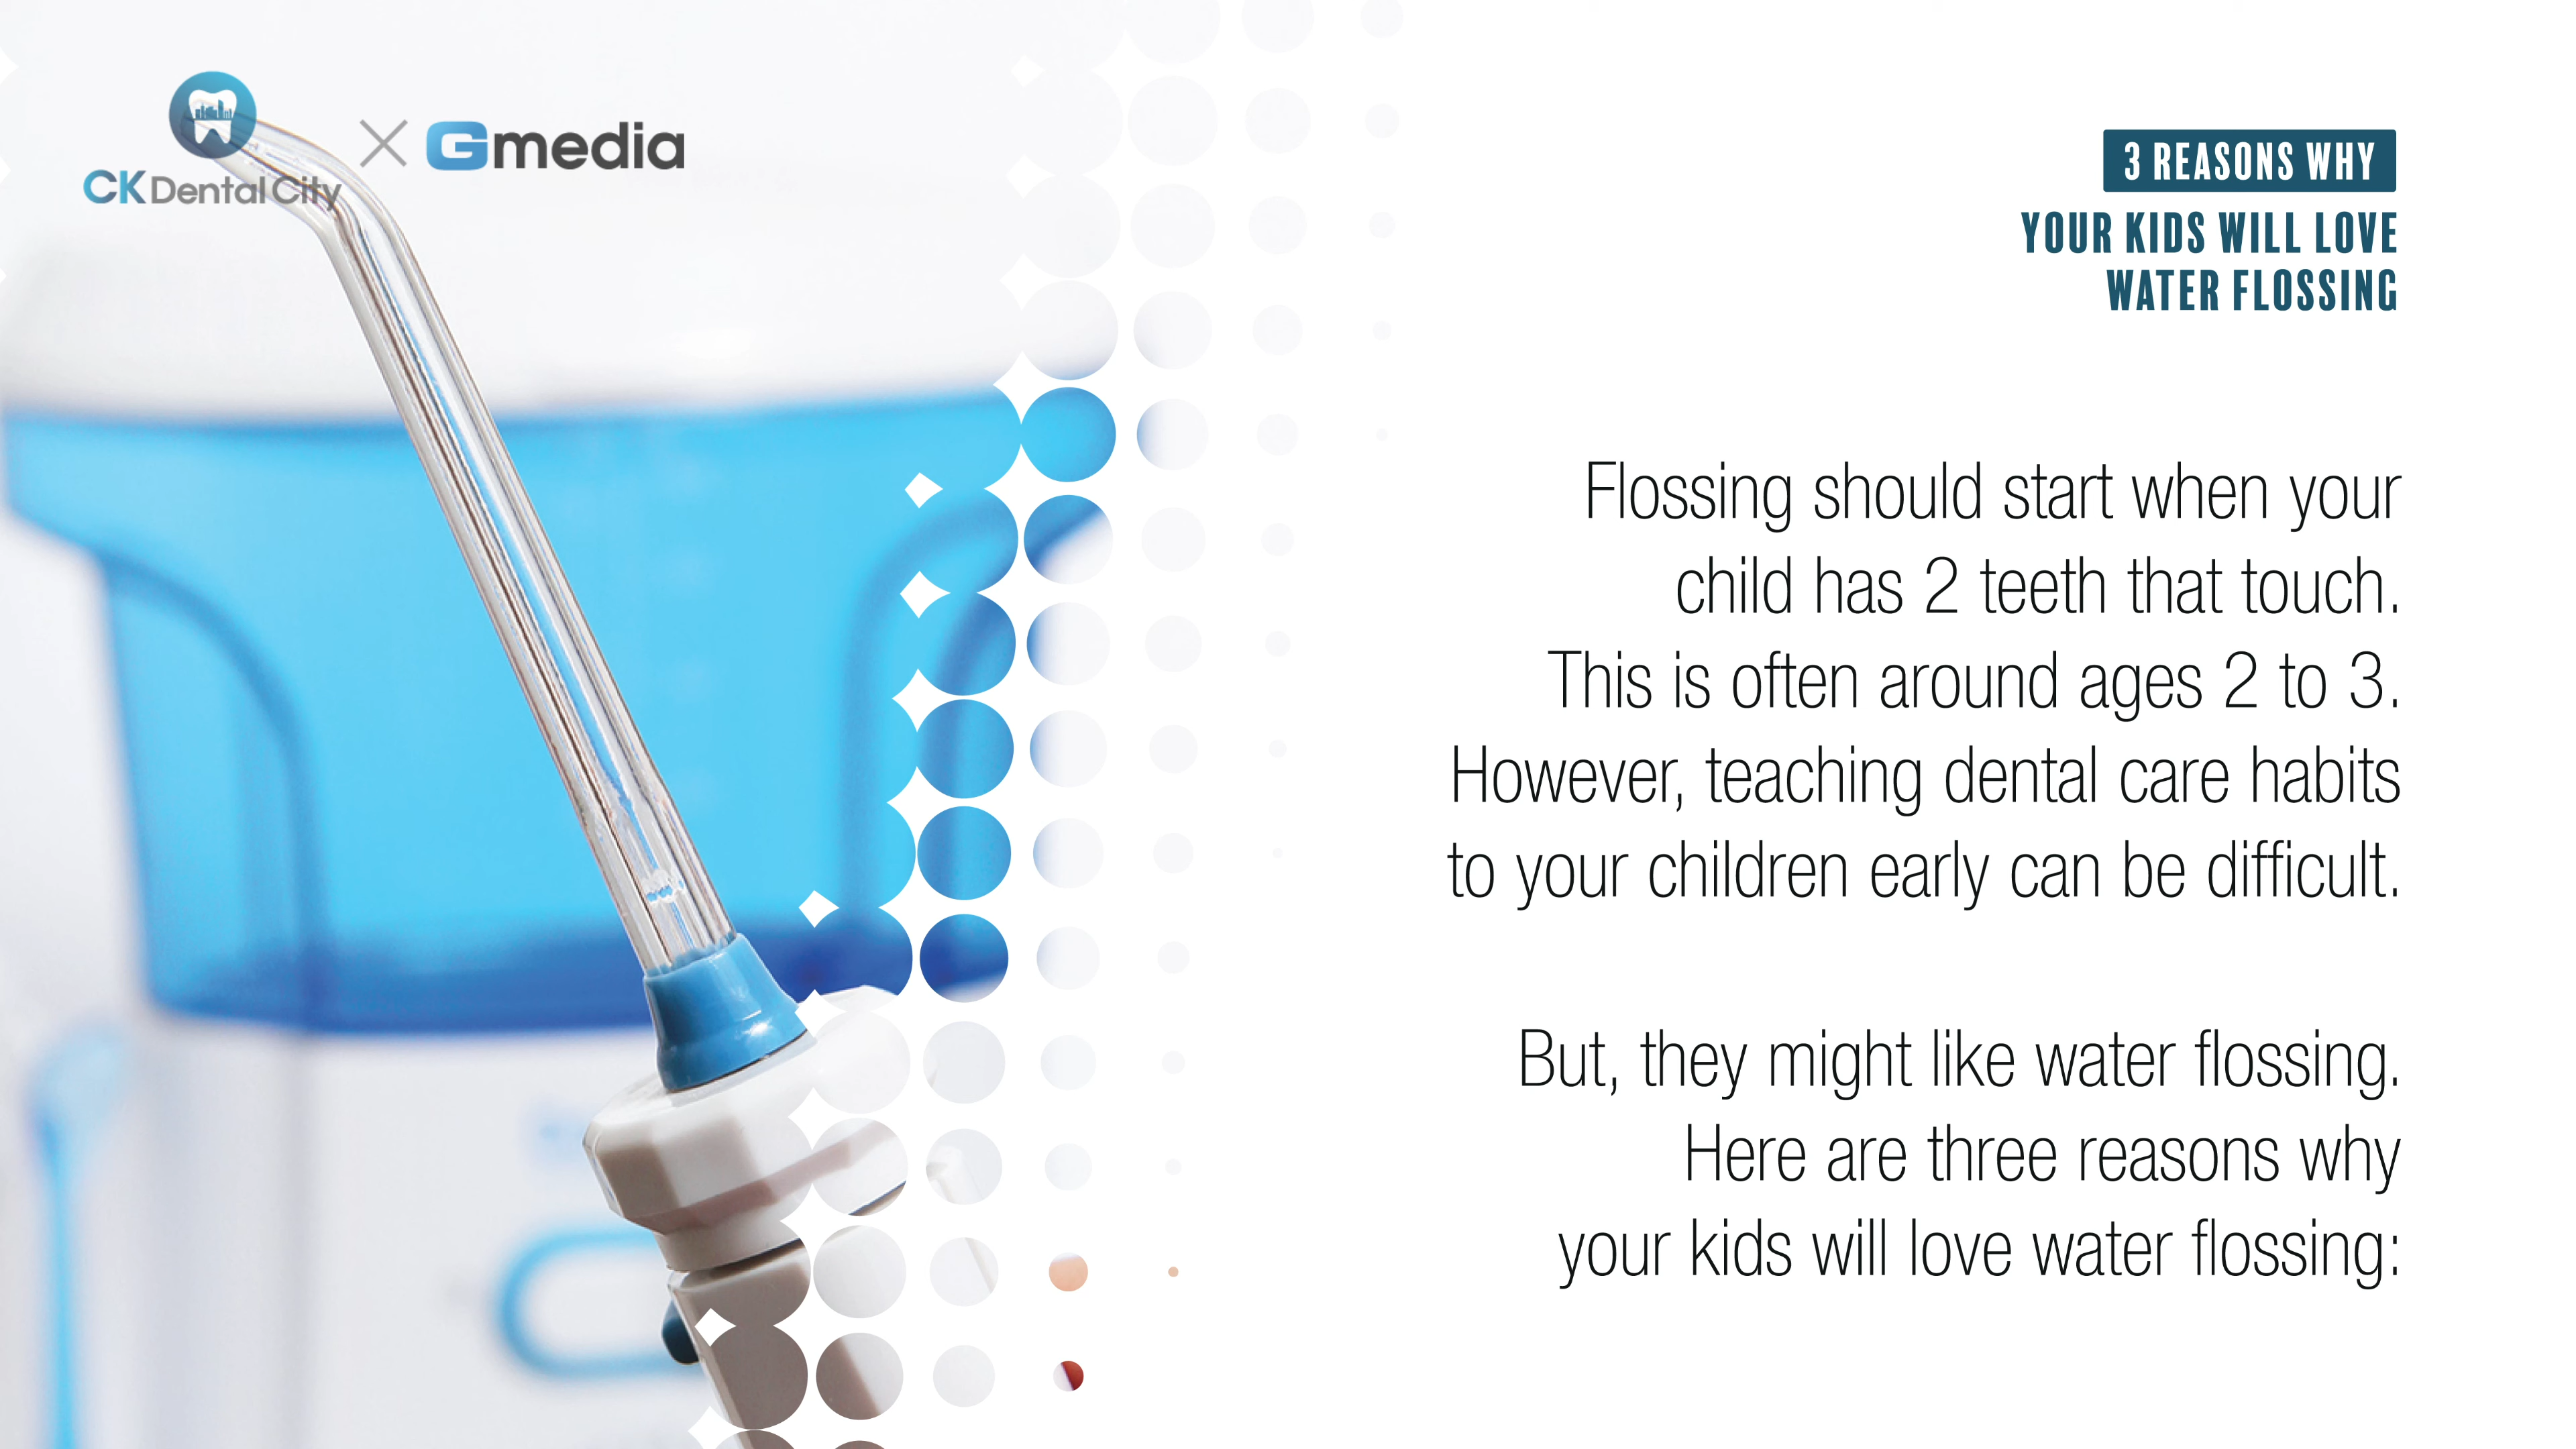 CK Dental City
Gmedia
3 REASONS WHY
YOUR KIDS WILL LOVE
WATER FLOSSING
Flossing should start when your
child has 2 teeth that touch.
This is often around ages 2 to 3.
However, teaching dental care habits
to your children early can be difficult.
But, they might like water flossing.
Here are three reasons why
your kids will love water flossing: